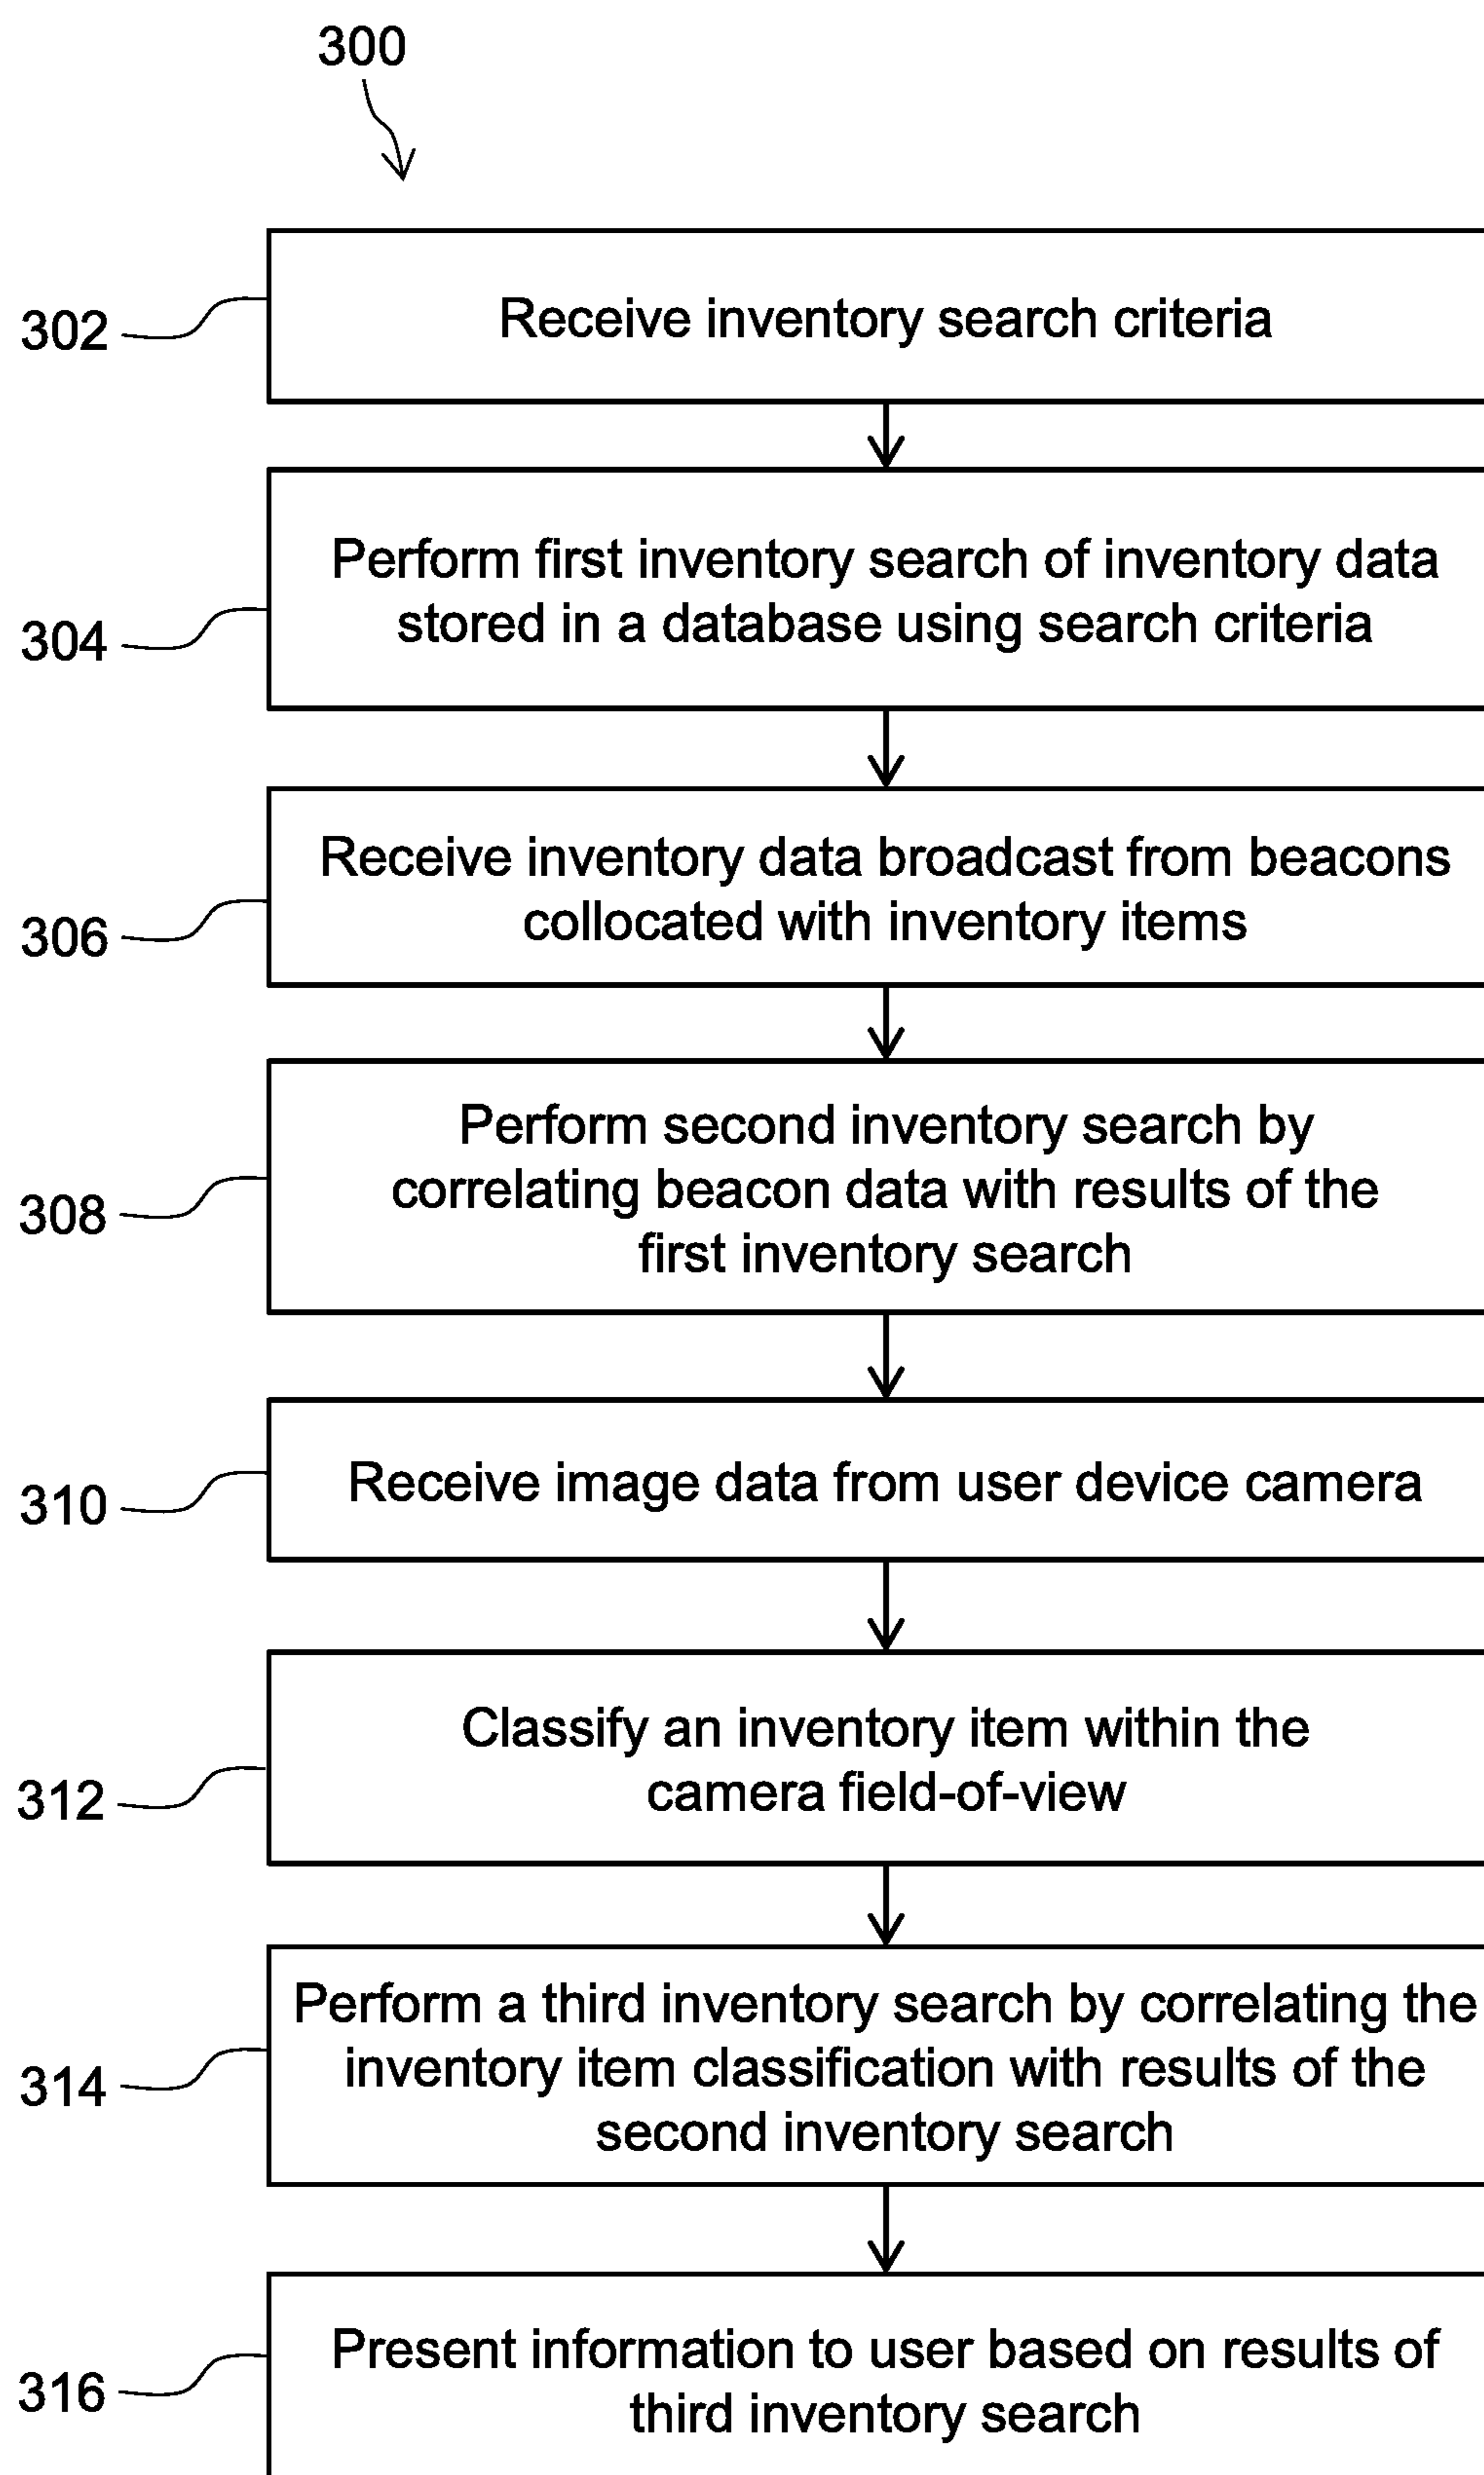 300
302
Receive inventory search criteria
304
Perform first inventory search of inventory data
stored in a database using search criteria
306
Receive inventory data broadcast from beacons
collocated with inventory items
308
Perform second inventory search by
correlating beacon data with results of the
first inventory search
310
Receive image data from user device camera
312
Classify an inventory item within the
camera field-of-view
314
Perform a third inventory search by correlating the
inventory item classification with results of the
second inventory search
316
Present information to user based on results of
third inventory search